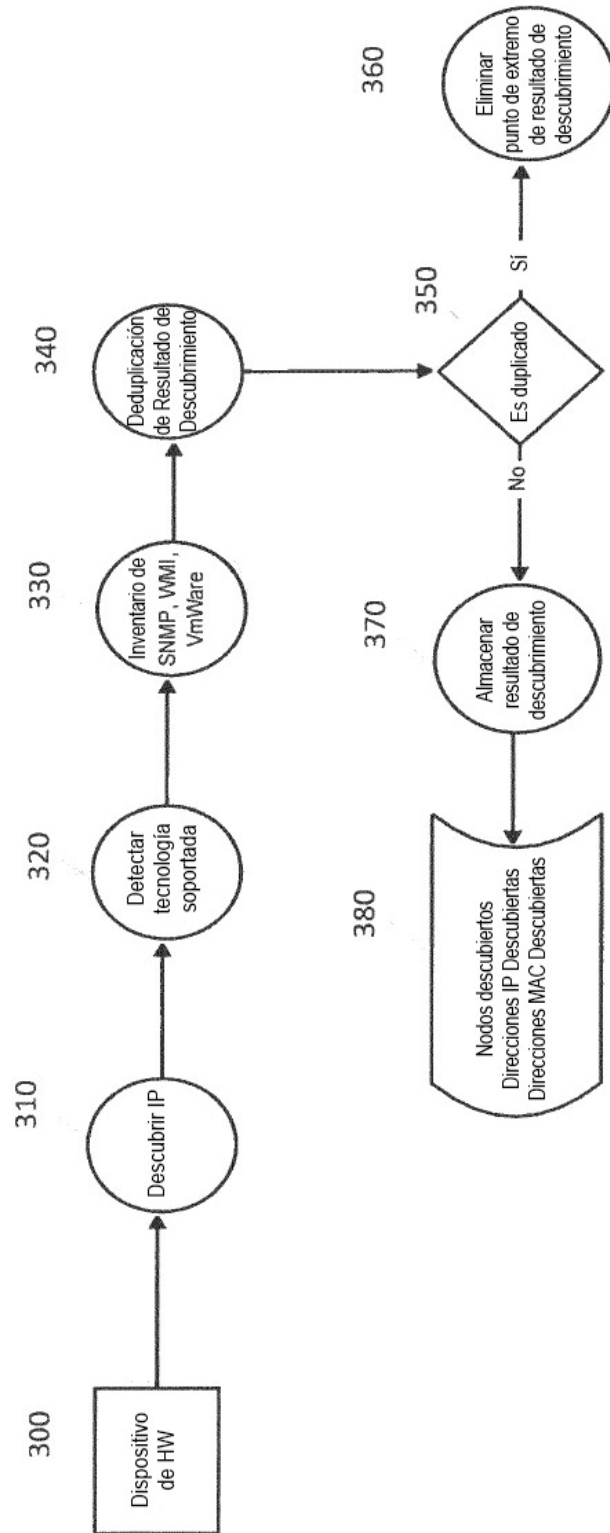 300
Dispositivo
de HW
310
Descubrir IP
320
Detectar
tecnología
soportada
330
Inventario de
SNMP, WMI,
VmWare
340
Deduplicación
de Resultado de
Descubrimiento
350
Es duplicado
Sí
No
360
Eliminar
punto de extremo
de resultado de
descubrimiento
370
Almacenar
resultado de
descubrimiento
380
Nodos descubiertos
Direcciones IP Descubiertas
Direcciones MAC Descubiertas